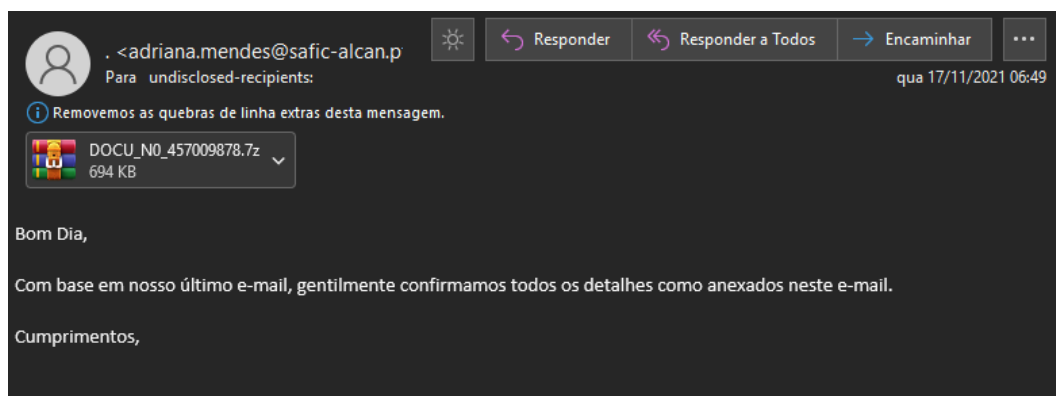 . <adriana.mendes@safic-alcan.p
Responder
Responder a Todos
Encaminhar
Para undisclosed-recipients:
qua 17/11/2021 06:49
Removemos as quebras de linha extras desta mensagem.
DOCU_N0_457009878.7z
694 KB
Bom Dia,
Com base em nosso último e-mail, gentilmente confirmamos todos os detalhes como anexados neste e-mail.
Cumprimentos,